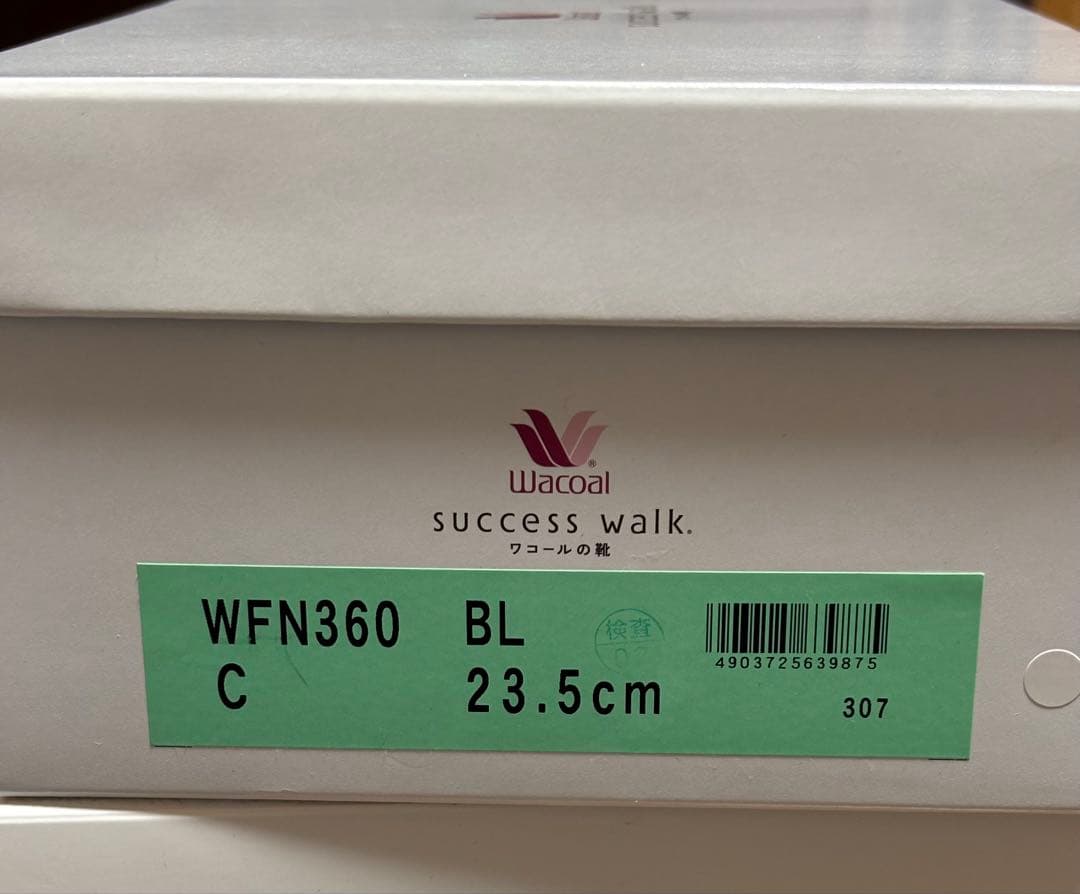 Wacoal®
success walk.
ワコールの靴
WFN360 BL 検査
4903725639875
C 23.5cm 307